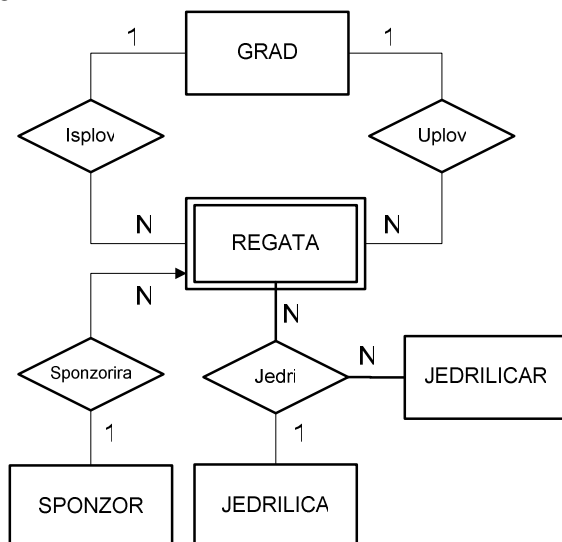 1
GRAD
1
Isplov
Uplov
N
REGATA
N
N
N
Sponzorira
Jedri
N
JEDRILICAR
1
1
SPONZOR
JEDRILICA